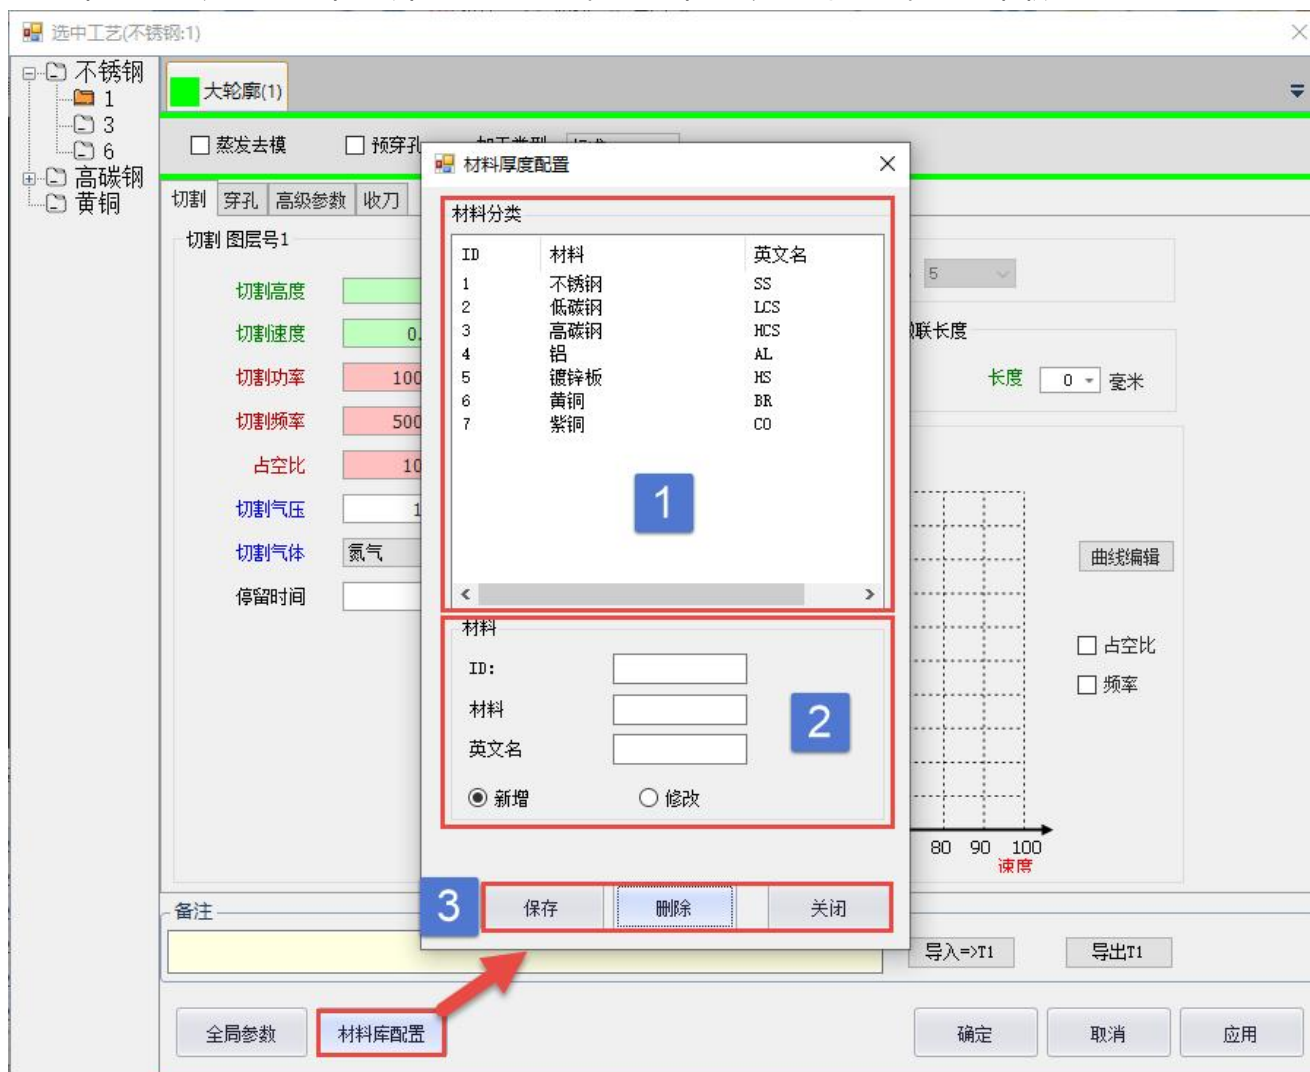 选中工艺(不锈钢:1)
不锈钢
1
3
6
高碳钢
黄铜
大轮廓(1)
蒸发去模
预穿孔
切割 穿孔 高级参数 收刀
切割 图层号1
切割高度
切割速度 0.
切割功率 100
切割频率 500
占空比 10
切割气压 1
切割气体 氮气
停留时间
材料厚度配置
材料分类
ID 材料 英文名
1 不锈钢 SS
2 低碳钢 LCS
3 高碳钢 HCS
4 铝 AL
5 镀锌板 HS
6 黄铜 BR
7 紫铜 CO
1
材料
ID:
材料
英文名
2
新增 修改
3
保存 删除 关闭
5
联长度
长度 0 毫米
曲线编辑
占空比
频率
80 90 100
速度
备注
导入=>T1 导出T1
全局参数 材料库配置 确定 取消 应用